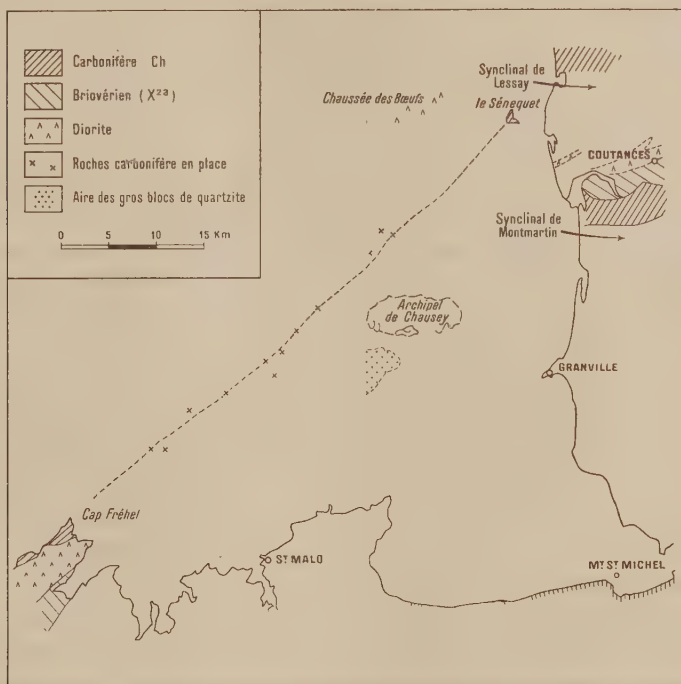 Carbonifère Ch
Briovérien (X²ᵃ)
Diorite
Roches carbonifère en place
Aire des gros blocs de quartzite
0 5 10 15 Km
Chaussée des Bœufs
Synclinal de
Lessay
le Sénequet
COUTANCES
Synclinal de
Montmartin
Archipel
de Chausey
GRANVILLE
Cap Fréhel
Sᵗ MALO
Mᵗ Sᵗ MICHEL